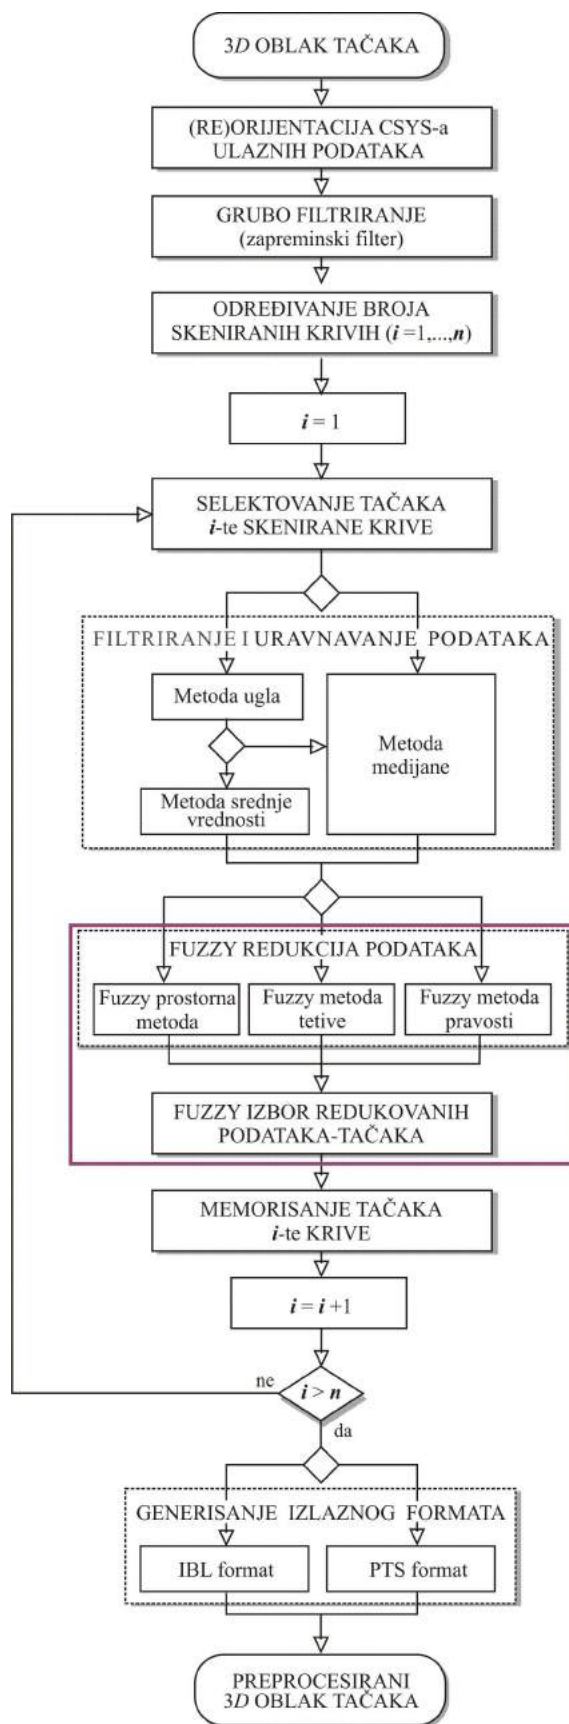 3D OBLAK TAČAKA
(RE)ORIJENTACIJA CSYS-a
ULAZNIH PODATAKA
GRUBO FILTRIRANJE
(zapreminski filter)
ODREĐIVANJE BROJA
SKENIRANIH KRIVIH (i =1,...,n)
i = 1
SELEKTOVANJE TAČAKA
i-te SKENIRANE KRIVE
FILTRIRANJE I URAVNAVANJE PODATAKA
Metoda ugla
Metoda
medijane
Metoda srednje
vrednosti
FUZZY REDUKCIJA PODATAKA
Fuzzy prostorna
metoda
Fuzzy metoda
tetive
Fuzzy metoda
pravosti
FUZZY IZBOR REDUKOVANIH
PODATAKA-TAČAKA
MEMORISANJE TAČAKA
i-te KRIVE
i = i +1
ne
i > n
da
GENERISANJE IZLAZNOG FORMATA
IBL format
PTS format
PREPROCESIRANI
3D OBLAK TAČAKA